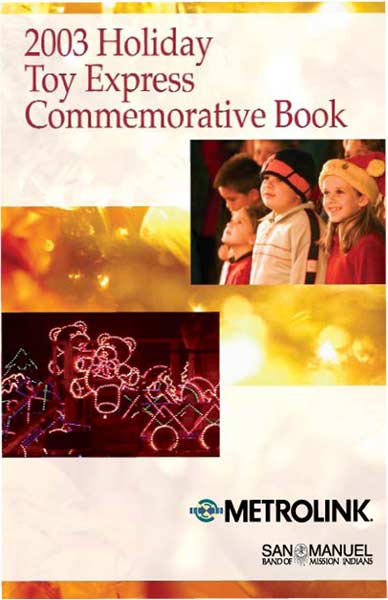 2003 Holiday
Toy Express
Commemorative Book
METROLINK.
SAN MANUEL
BAND OF MISSION INDIANS